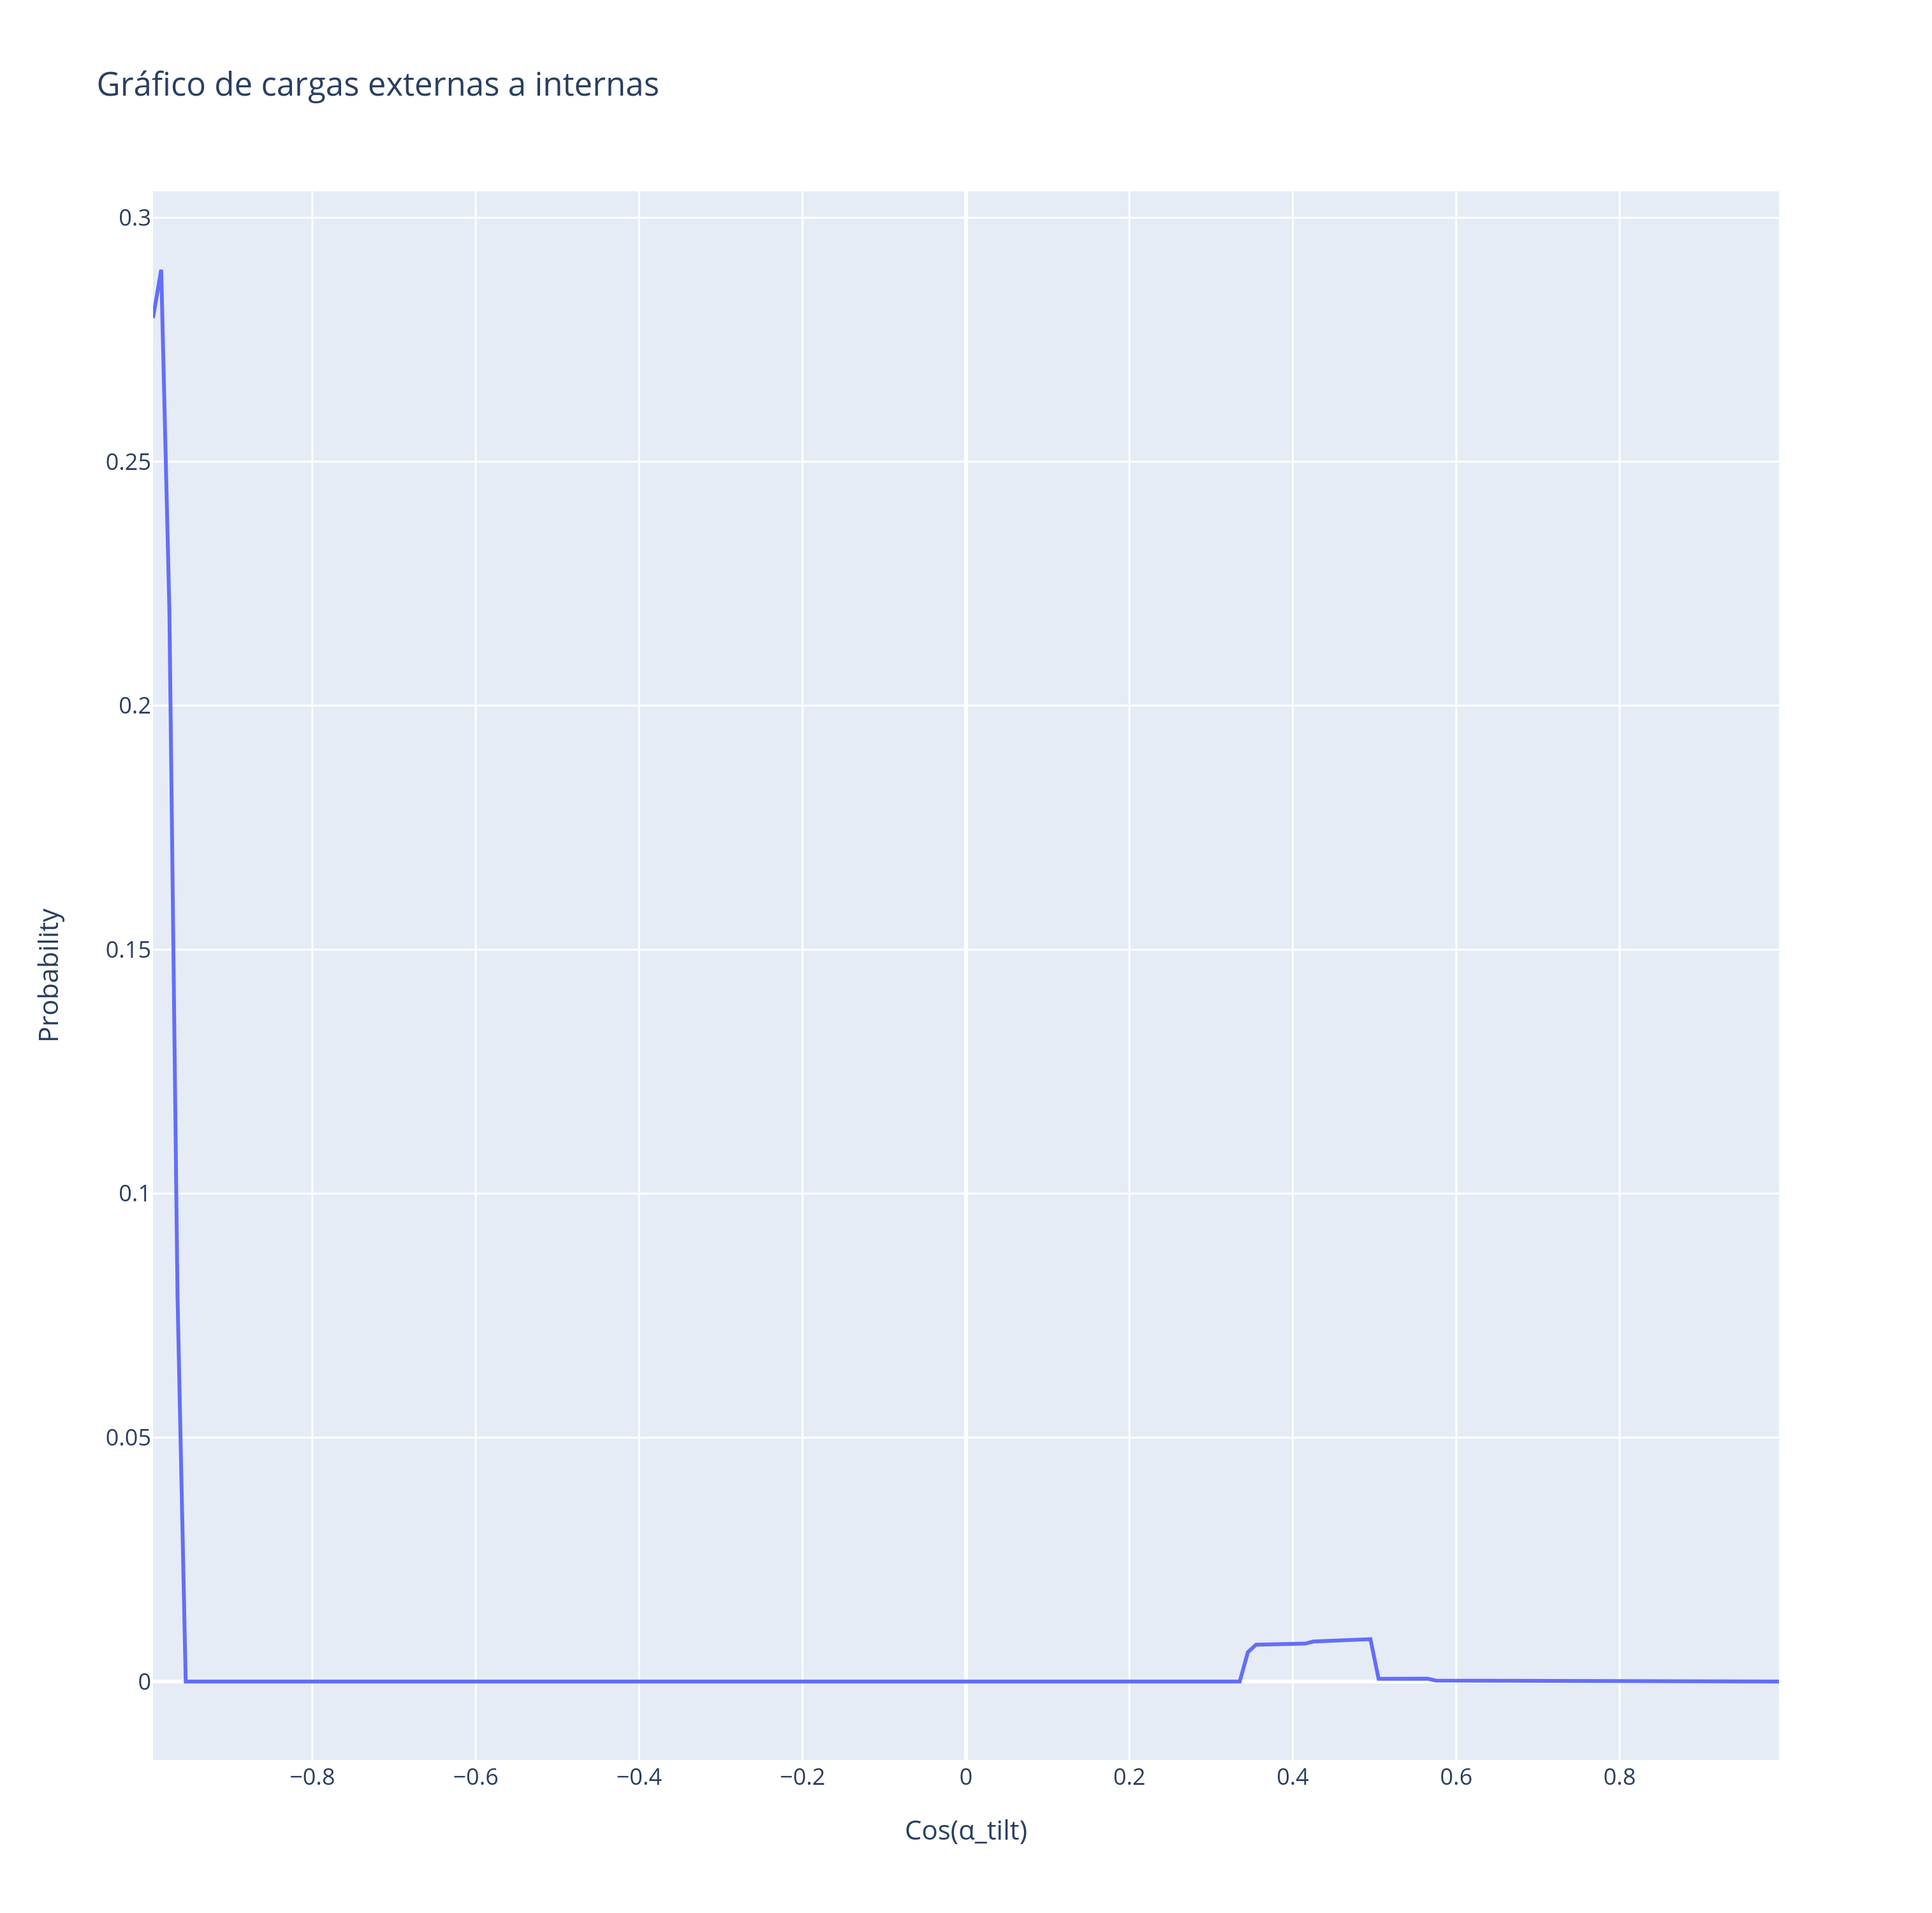 Gráfico de cargas externas a internas
0.3
0.25
0.2
0.15
0.1
0.05
0
Probability
−0.8 −0.6 −0.4 −0.2 0 0.2 0.4 0.6 0.8
Cos(α_tilt)